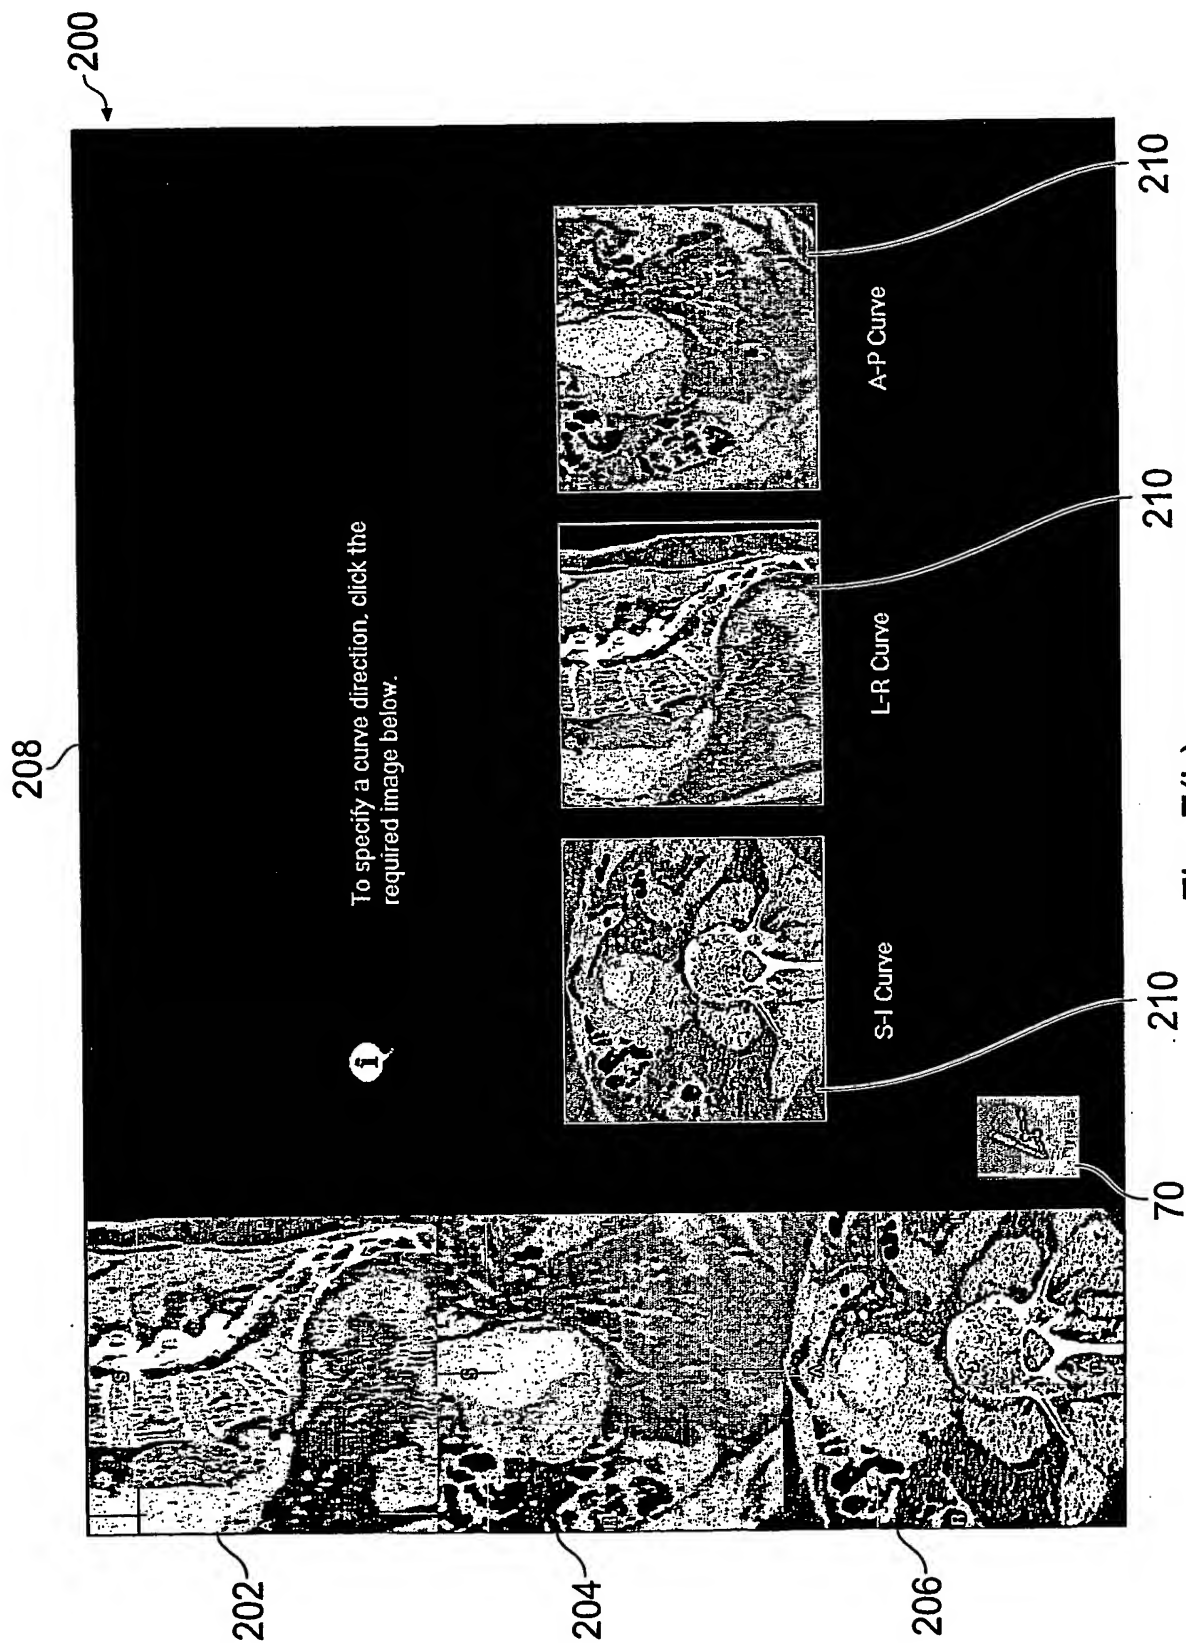 200
208
To specify a curve direction, click the
required image below.
i
S-I Curve
L-R Curve
A-P Curve
210
210
210
70
202
204
206
S
S
R